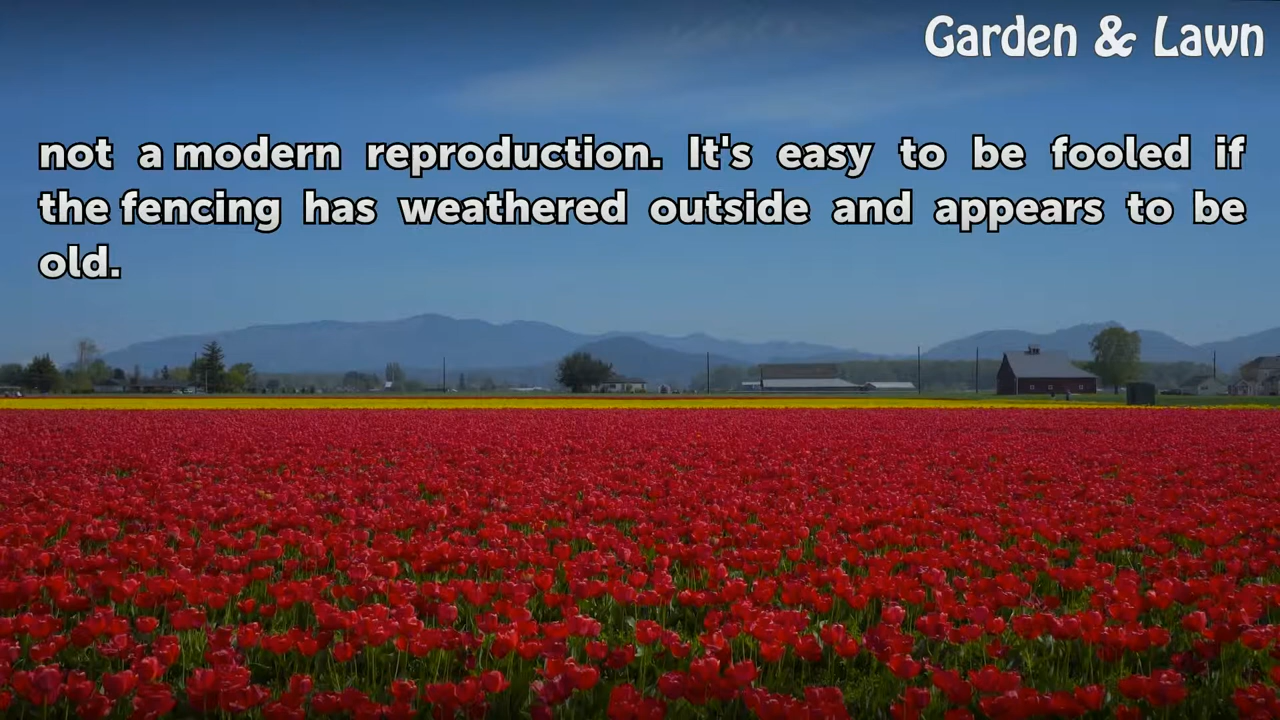 Garden & Lawn
not a modern reproduction. It's easy to be fooled if
the fencing has weathered outside and appears to be
old.